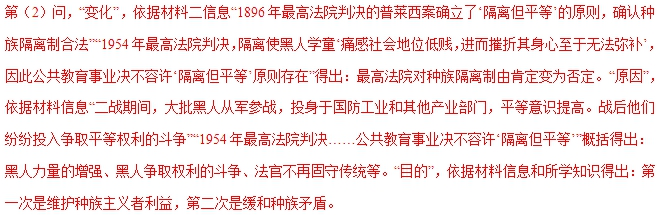 第（2）问，“变化”，依据材料二信息“1896年最高法院判决的普莱西案确立了‘隔离但平等’的原则，确认种
族隔离制合法”“1954年最高法院判决，隔离使黑人学童‘痛感社会地位低贱，进而摧折其身心至于无法弥补’，
因此公共教育事业决不容许‘隔离但平等’原则存在”得出：最高法院对种族隔离制由肯定变为否定。“原因”，
依据材料信息“二战期间，大批黑人从军参战，投身于国防工业和其他产业部门，平等意识提高。战后他们
纷纷投入争取平等权利的斗争”“1954年最高法院判决……公共教育事业决不容许‘隔离但平等’”概括得出：
黑人力量的增强、黑人争取权利的斗争、法官不再固守传统等。“目的”，依据材料信息和所学知识得出：第
一次是维护种族主义者利益，第二次是缓和种族矛盾。